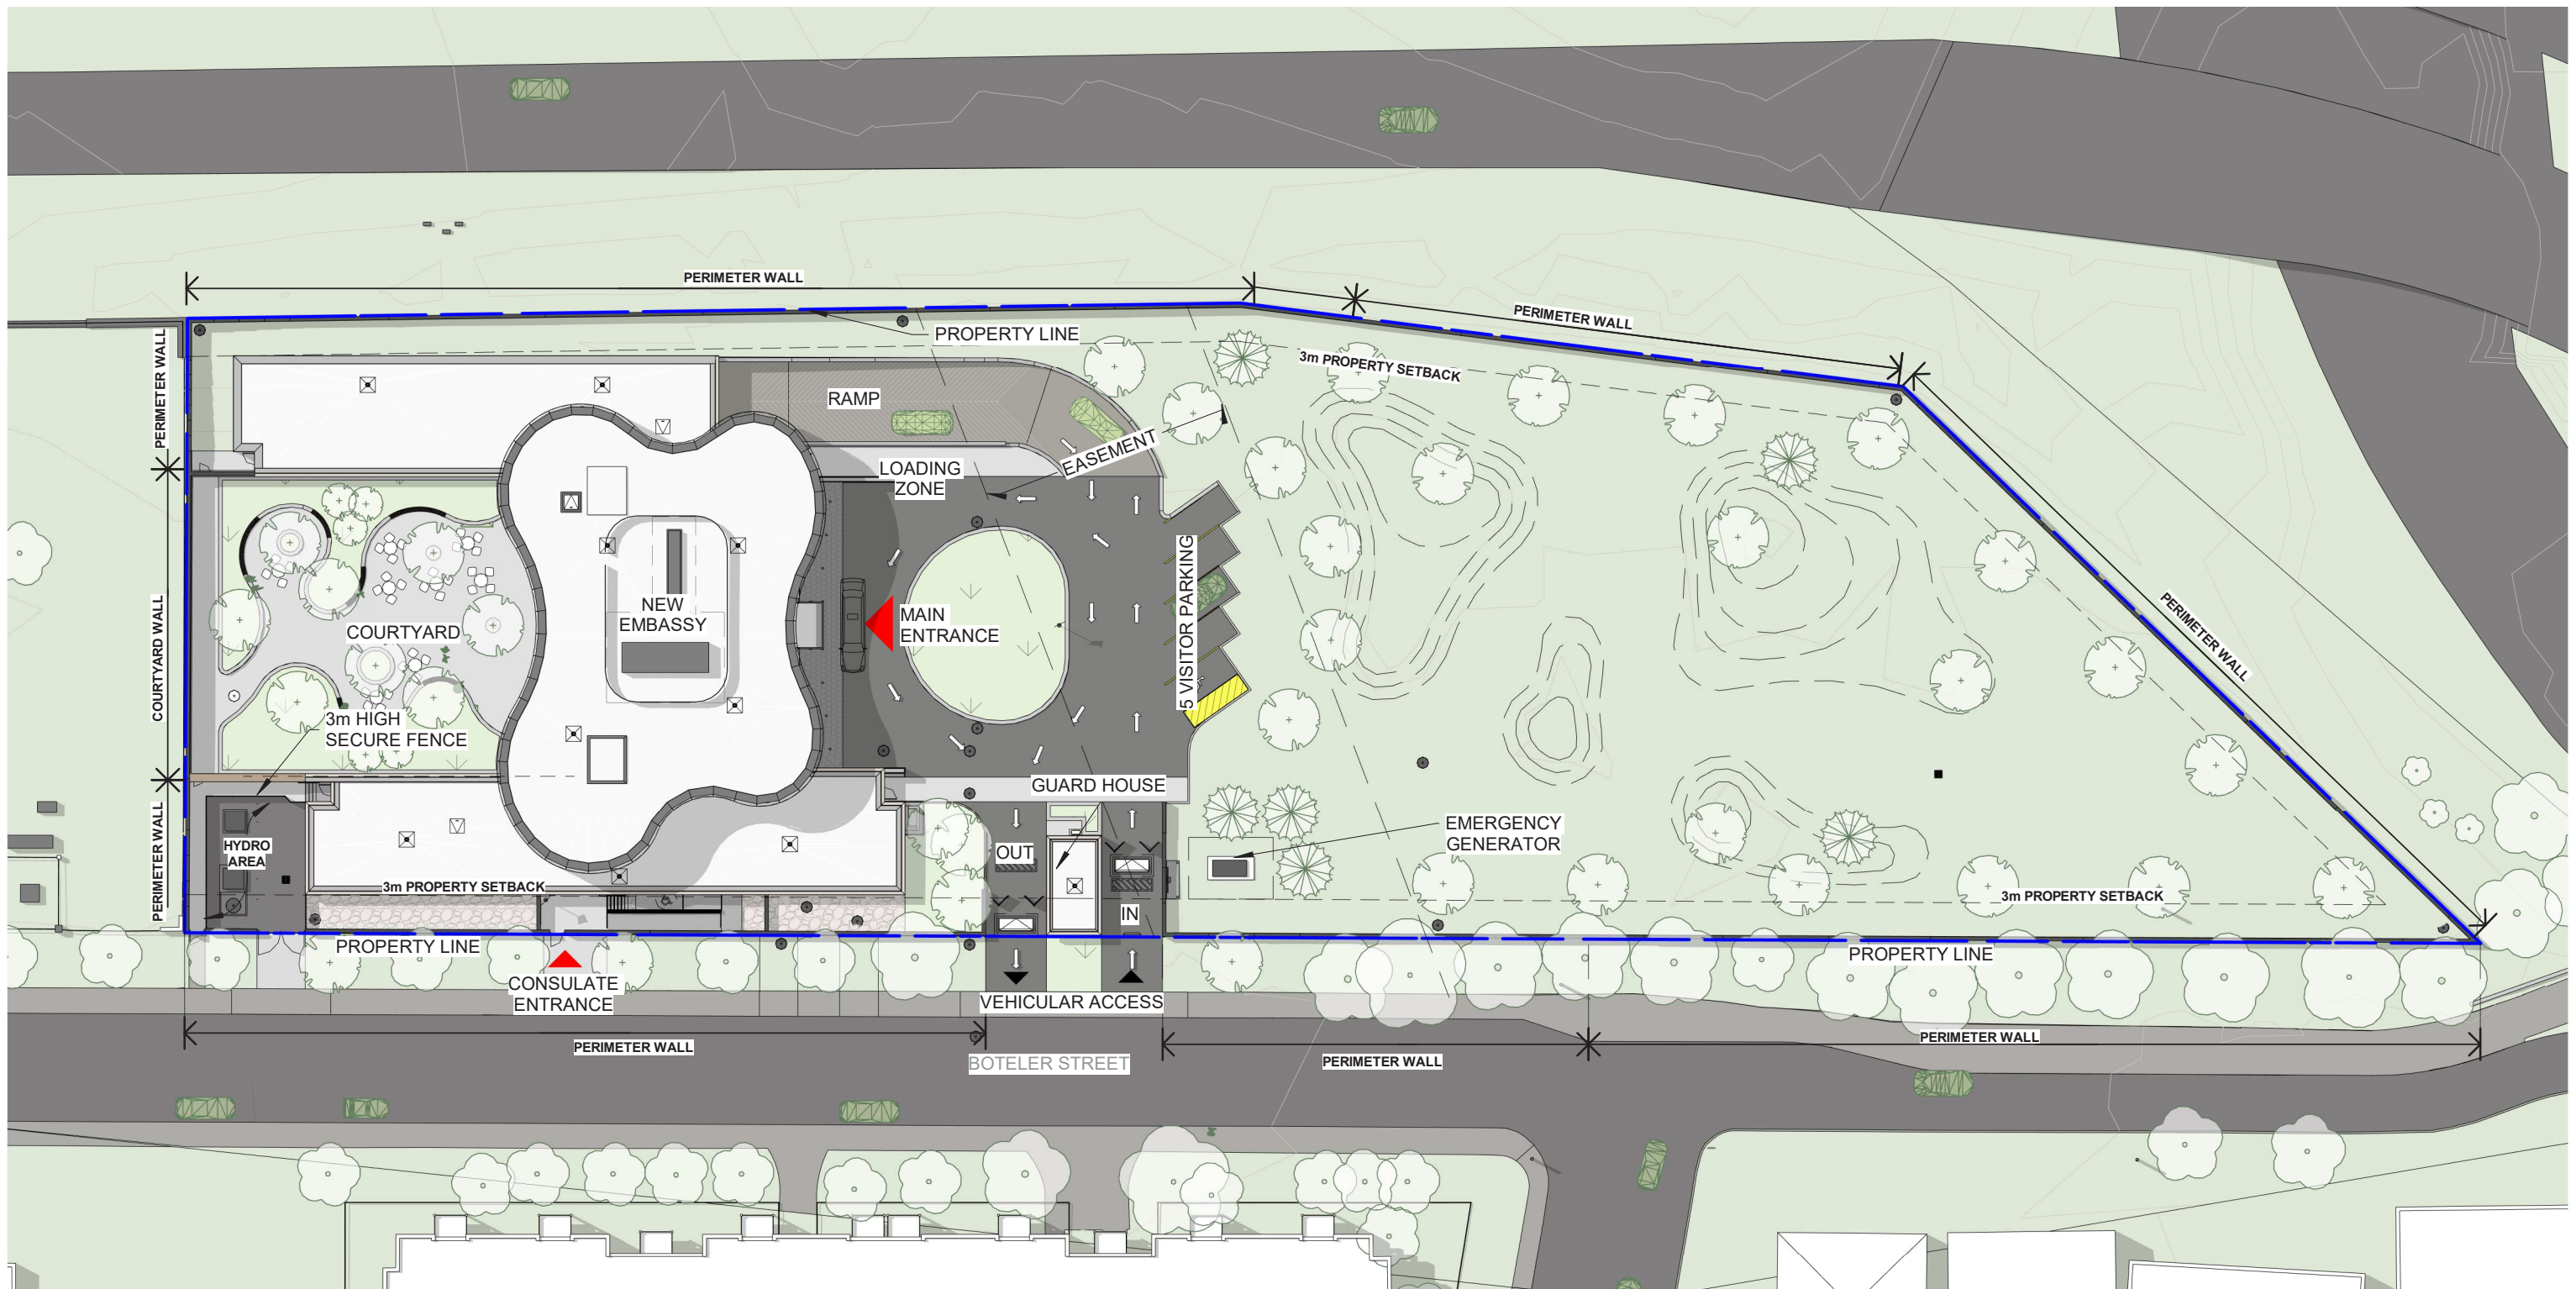 PERIMETER WALL
PERIMETER WALL
PROPERTY LINE
3m PROPERTY SETBACK
PERIMETER WALL
RAMP
EASEMENT
LOADING
ZONE
5 VISITOR PARKING
NEW
EMBASSY
MAIN
ENTRANCE
COURTYARD
COURTYARD WALL
PERIMETER WALL
3m HIGH
SECURE FENCE
GUARD HOUSE
EMERGENCY
GENERATOR
HYDRO
AREA
OUT
IN
PERIMETER WALL
3m PROPERTY SETBACK
3m PROPERTY SETBACK
PROPERTY LINE
PROPERTY LINE
CONSULATE
ENTRANCE
VEHICULAR ACCESS
PERIMETER WALL
BOTELER STREET
PERIMETER WALL
PERIMETER WALL